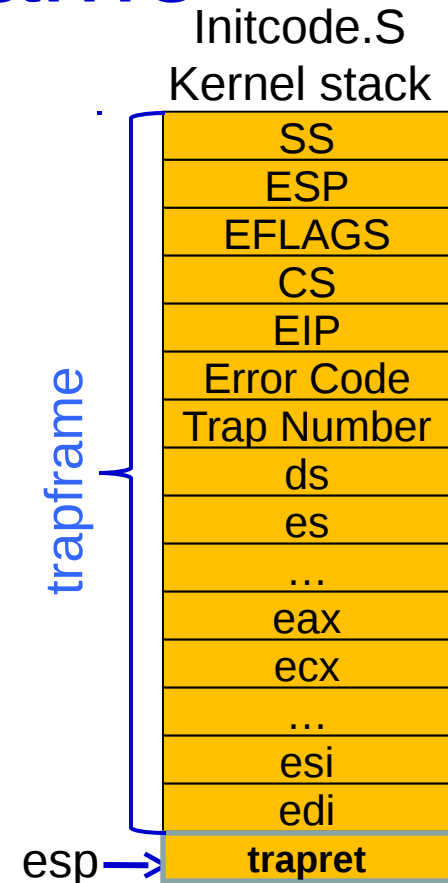 Initcode.S
Kernel stack
SS
ESP
EFLAGS
CS
EIP
Error Code
Trap Number
ds
es
…
eax
ecx
…
esi
edi
trapret
trapframe
esp